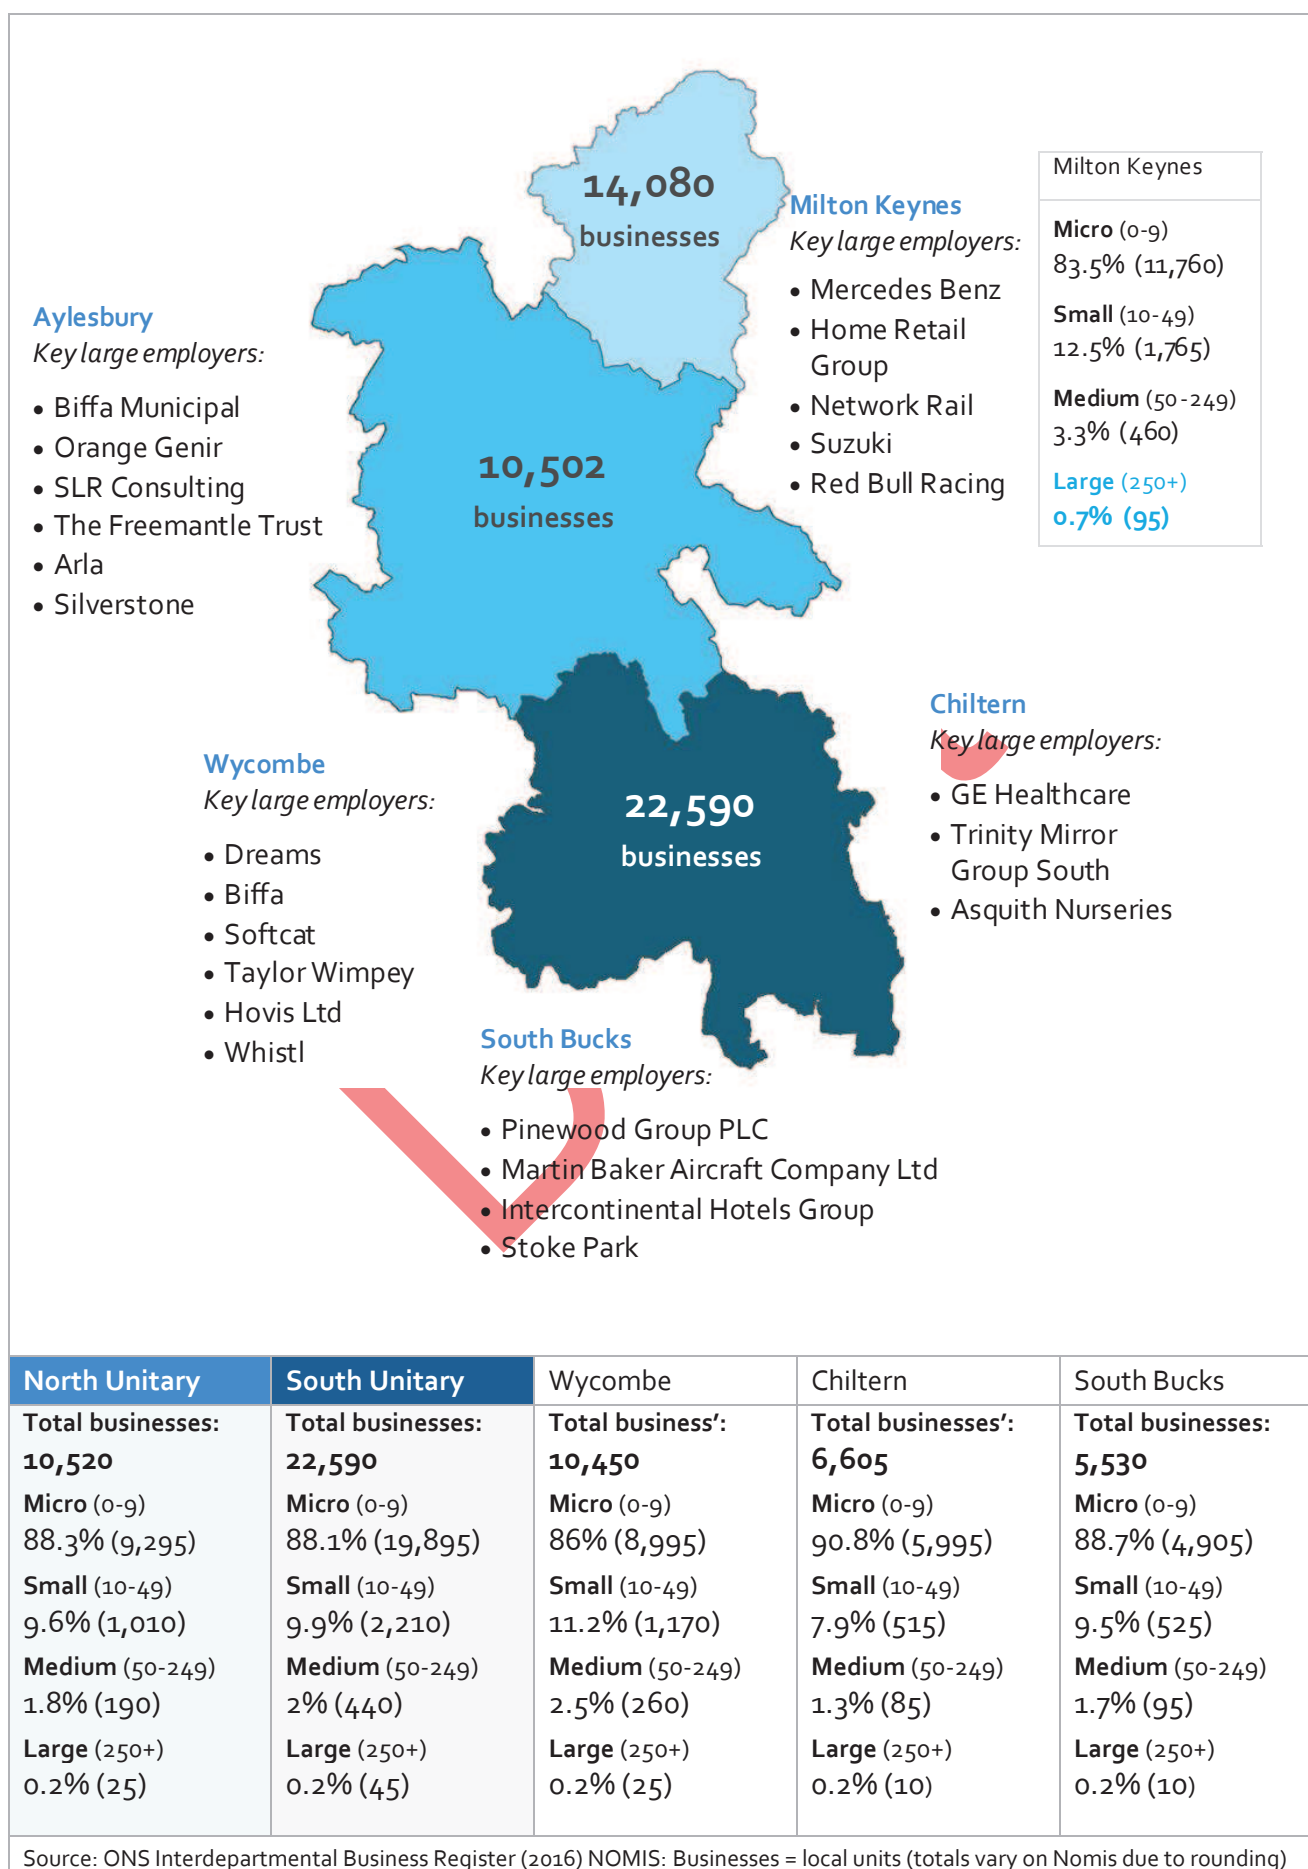 14,080
businesses
Milton Keynes
Key large employers:
• Mercedes Benz
• Home Retail
Group
• Network Rail
• Suzuki
• Red Bull Racing
Milton Keynes
Micro (0-9)
83.5% (11,760)
Small (10-49)
12.5% (1,765)
Medium (50-249)
3.3% (460)
Large (250+)
0.7% (95)
Aylesbury
Key large employers:
• Biffa Municipal
• Orange Genir
• SLR Consulting
• The Freemantle Trust
• Arla
• Silverstone
10,502
businesses
Wycombe
Key large employers:
• Dreams
• Biffa
• Softcat
• Taylor Wimpey
• Hovis Ltd
• Whistl
22,590
businesses
Chiltern
Key large employers:
• GE Healthcare
• Trinity Mirror
Group South
• Asquith Nurseries
South Bucks
Key large employers:
• Pinewood Group PLC
• Martin Baker Aircraft Company Ltd
• Intercontinental Hotels Group
• Stoke Park
North Unitary
Total businesses:
10,520
Micro (0-9)
88.3% (9,295)
Small (10-49)
9.6% (1,010)
Medium (50-249)
1.8% (190)
Large (250+)
0.2% (25)
South Unitary
Total businesses:
22,590
Micro (0-9)
88.1% (19,895)
Small (10-49)
9.9% (2,210)
Medium (50-249)
2% (440)
Large (250+)
0.2% (45)
Wycombe
Total business’:
10,450
Micro (0-9)
86% (8,995)
Small (10-49)
11.2% (1,170)
Medium (50-249)
2.5% (260)
Large (250+)
0.2% (25)
Chiltern
Total businesses’:
6,605
Micro (0-9)
90.8% (5,995)
Small (10-49)
7.9% (515)
Medium (50-249)
1.3% (85)
Large (250+)
0.2% (10)
South Bucks
Total businesses:
5,530
Micro (0-9)
88.7% (4,905)
Small (10-49)
9.5% (525)
Medium (50-249)
1.7% (95)
Large (250+)
0.2% (10)
Source: ONS Interdepartmental Business Register (2016) NOMIS: Businesses = local units (totals vary on Nomis due to rounding)